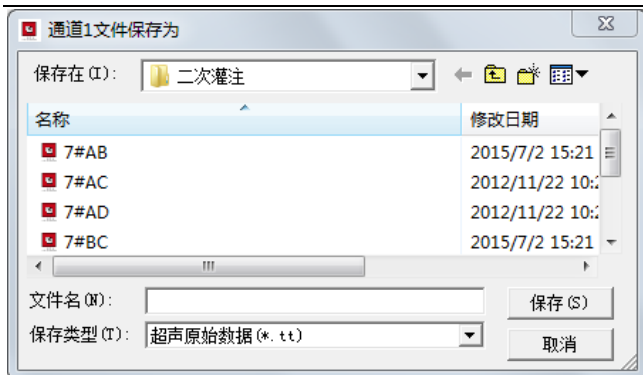 通道1文件保存为
保存在(I): 二次灌注
名称 修改日期
7#AB 2015/7/2 15:21
7#AC 2012/11/22 10:2
7#AD 2012/11/22 10:2
7#BC 2015/7/2 15:21
文件名(N): 保存(S)
保存类型(T): 超声原始数据(*.tt) 取消